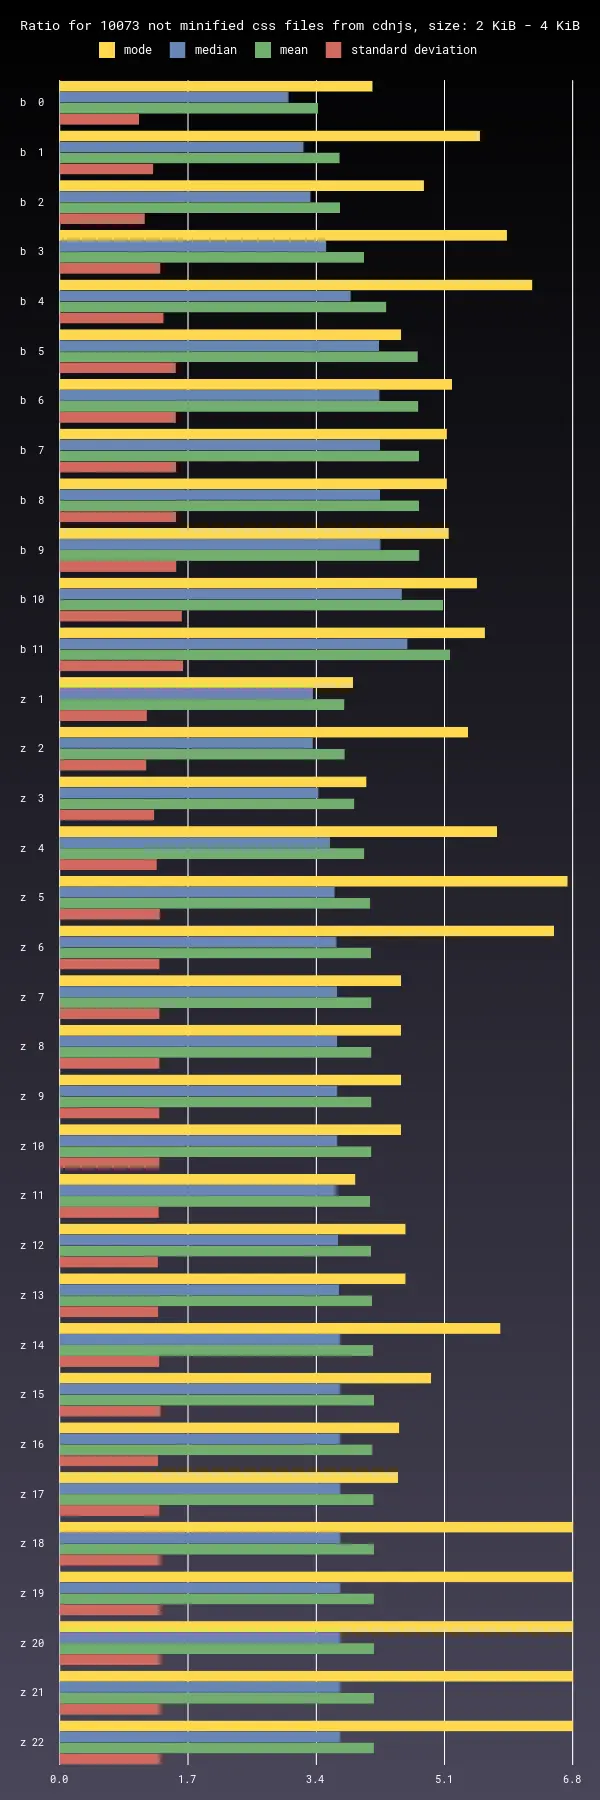 Ratio for 10073 not minified css files from cdnjs, size: 2 KiB - 4 KiB
mode median mean standard deviation
b 0
b 1
b 2
b 3
b 4
b 5
b 6
b 7
b 8
b 9
b 10
b 11
z 1
z 2
z 3
z 4
z 5
z 6
z 7
z 8
z 9
z 10
z 11
z 12
z 13
z 14
z 15
z 16
z 17
z 18
z 19
z 20
z 21
z 22
0.0 1.7 3.4 5.1 6.8